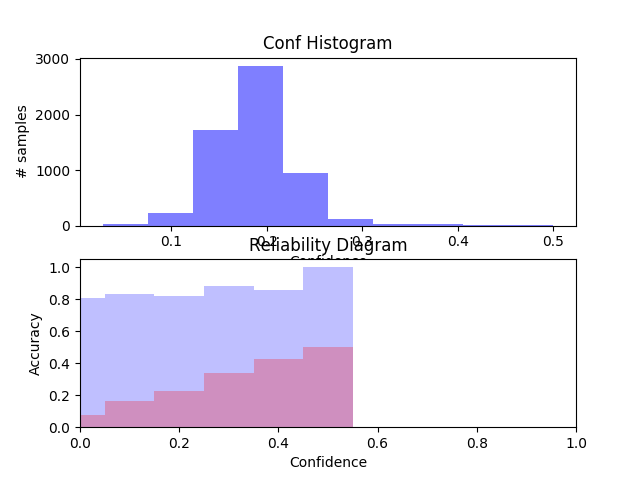 Conf Histogram
3000
2000
1000
0
# samples
0.1 0.2 0.3 0.4 0.5
Confidence
Reliability Diagram
1.0
0.8
0.6
0.4
0.2
0.0
Accuracy
0.0 0.2 0.4 0.6 0.8 1.0
Confidence